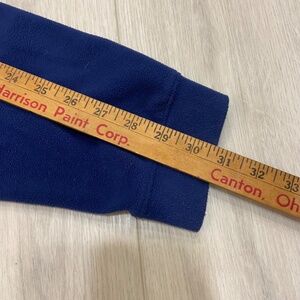 24 25 26 27 28 29 30 31 32 33
Harrison Paint Corp. Canton, Oh